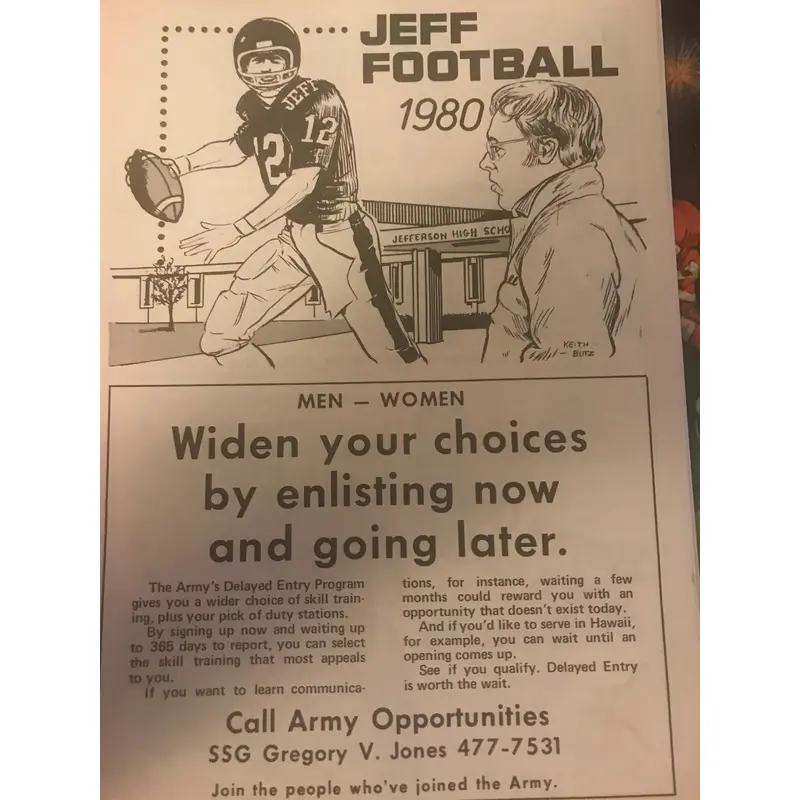 JEFF
FOOTBALL
1980
JEFF
12
12
JEFFERSON HIGH SCHO
KEITH
BUTZ
MEN — WOMEN
Widen your choices
by enlisting now
and going later.
The Army's Delayed Entry Program
gives you a wider choice of skill train-
ing, plus your pick of duty stations.
By signing up now and waiting up
to 365 days to report, you can select
the skill training that most appeals
to you.
If you want to learn communica-
tions, for instance, waiting a few
months could reward you with an
opportunity that doesn't exist today.
And if you'd like to serve in Hawaii,
for example, you can wait until an
opening comes up.
See if you qualify. Delayed Entry
is worth the wait.
Call Army Opportunities
SSG Gregory V. Jones 477-7531
Join the people who've joined the Army.